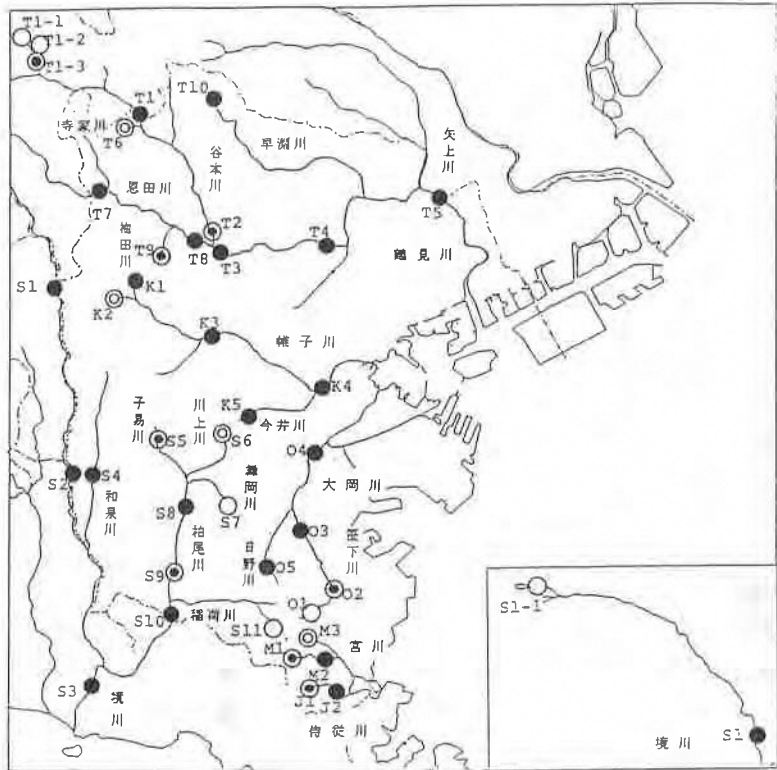 T1-1
T1-2
T1-3
T1
T10
寺家川
T6
矢上川
早淵川
谷本川
恩田川
T7
T2
T5
梅田川
T9
T8
T3
T4
鶴見川
S1
K1
K2
K3
帷子川
K4
子易川
川上川
K5
今井川
S5
S6
O4
舞岡川
大岡川
S2
S4
和泉川
S7
S8
柏尾川
O3
笹下川
日野川
O5
S9
O2
O1
S10
稲荷川
S11
M3
宮川
M1
M2
S3
境川
J1
J2
侍従川
S1-1
S1
境川